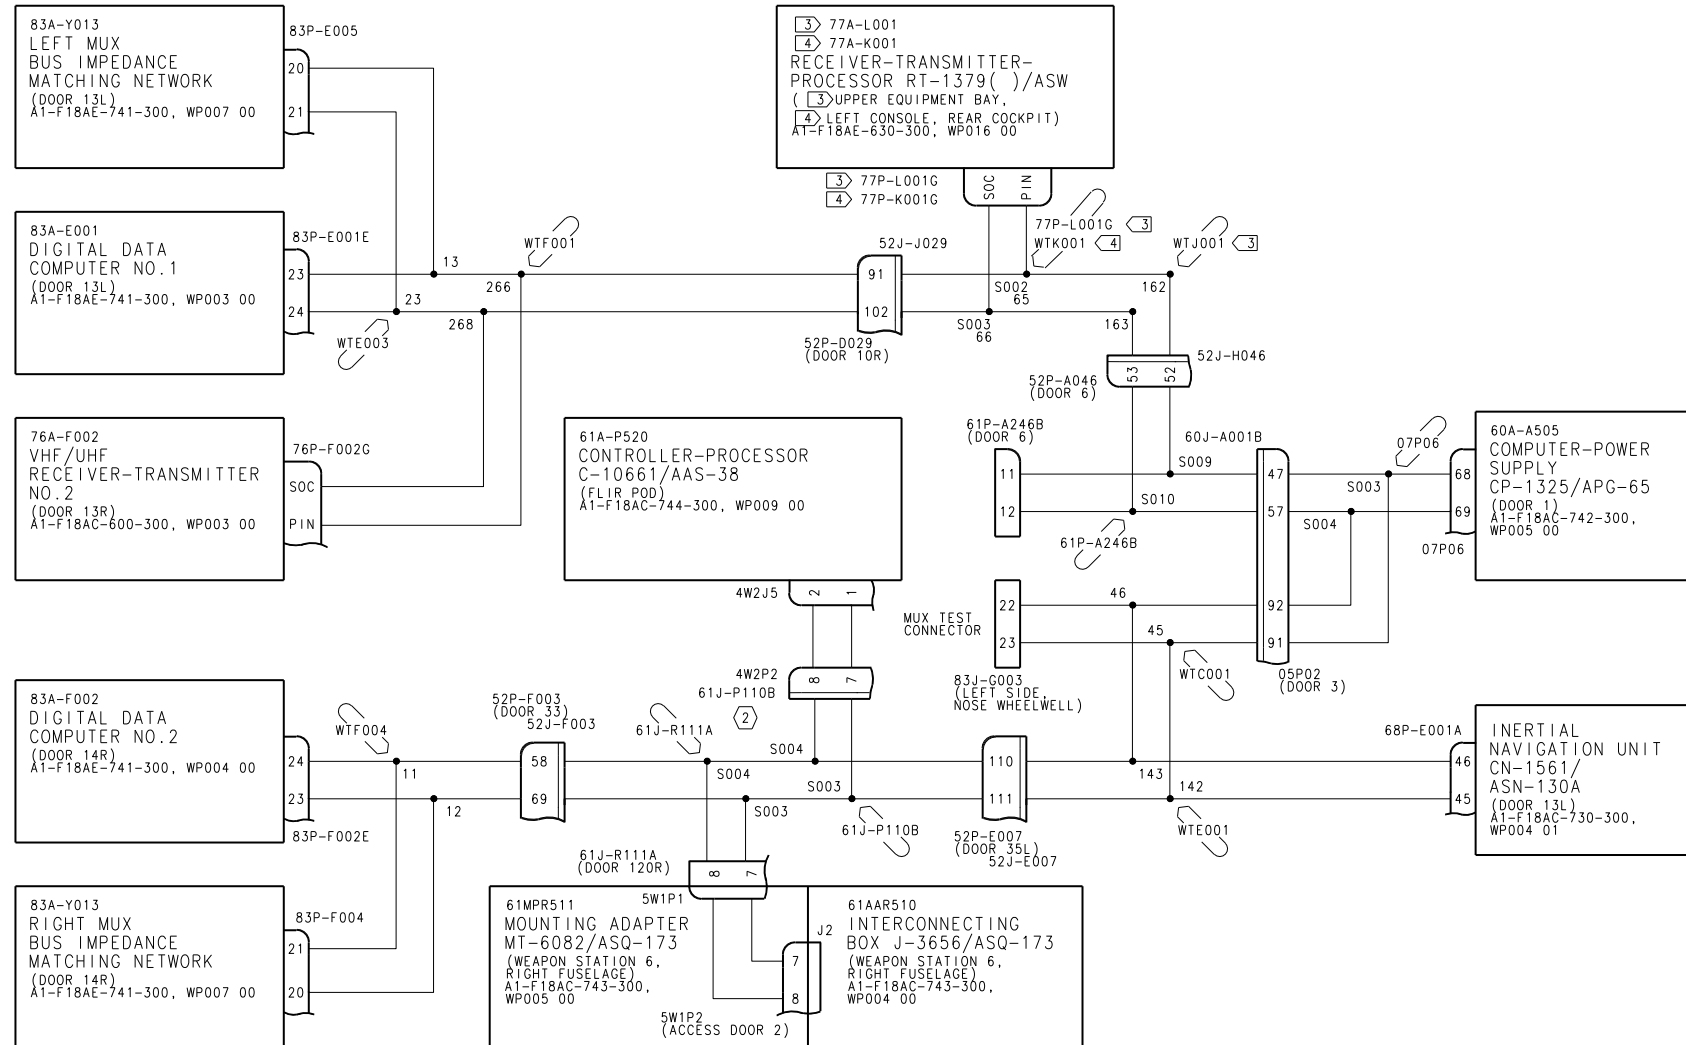 83A-Y013
LEFT MUX
BUS IMPEDANCE
MATCHING NETWORK
(DOOR 13L)
A1-F18AE-741-300, WP007 00
83P-E005
20
21
3 77A-L001
4 77A-K001
RECEIVER-TRANSMITTER-
PROCESSOR RT-1379( )/ASW
( 3 UPPER EQUIPMENT BAY,
4 LEFT CONSOLE, REAR COCKPIT)
A1-F18AE-630-300, WP016 00
3 77P-L001G
4 77P-K001G
SOC
PIN
77P-L001G 3
WTK001 4
WTJ001 3
83A-E001
DIGITAL DATA
COMPUTER NO.1
(DOOR 13L)
A1-F18AE-741-300, WP003 00
83P-E001E
23
24
13
23
WTE003
WTF001
266
268
52J-J029
91
102
52P-D029
(DOOR 10R)
S002
65
S003
66
162
163
52J-H046
53
52
52P-A046
(DOOR 6)
76A-F002
VHF/UHF
RECEIVER-TRANSMITTER
NO.2
(DOOR 13R)
A1-F18AC-600-300, WP003 00
76P-F002G
SOC
PIN
61A-P520
CONTROLLER-PROCESSOR
C-10661/AAS-38
(FLIR POD)
A1-F18AC-744-300, WP009 00
4W2J5
2
1
4W2P2
61J-P110B
8
7
2
61P-A246B
(DOOR 6)
11
12
S009
S010
61P-A246B
60J-A001B
47
57
92
91
05P02
(DOOR 3)
S003
S004
07P06
68
69
07P06
60A-A505
COMPUTER-POWER
SUPPLY
CP-1325/APG-65
(DOOR 1)
A1-F18AC-742-300,
WP005 00
MUX TEST
CONNECTOR
22
23
46
45
83J-G003
(LEFT SIDE,
NOSE WHEELWELL)
WTC001
83A-F002
DIGITAL DATA
COMPUTER NO.2
(DOOR 14R)
A1-F18AE-741-300, WP004 00
24
23
83P-F002E
WTF004
11
12
52P-F003
(DOOR 33)
52J-F003
58
69
61J-R111A
S004
S003
S004
S003
61J-P110B
110
111
52P-E007
(DOOR 35L)
52J-E007
143
142
WTE001
68P-E001A
46
45
INERTIAL
NAVIGATION UNIT
CN-1561/
ASN-130A
(DOOR 13L)
A1-F18AC-730-300,
WP004 01
83A-Y013
RIGHT MUX
BUS IMPEDANCE
MATCHING NETWORK
(DOOR 14R)
A1-F18AE-741-300, WP007 00
83P-F004
21
20
61J-R111A
(DOOR 120R)
8
7
5W1P1
61MPR511
MOUNTING ADAPTER
MT-6082/ASQ-173
(WEAPON STATION 6,
RIGHT FUSELAGE)
A1-F18AC-743-300,
WP005 00
5W1P2
(ACCESS DOOR 2)
J2
7
8
61AAR510
INTERCONNECTING
BOX J-3656/ASQ-173
(WEAPON STATION 6,
RIGHT FUSELAGE)
A1-F18AC-743-300,
WP004 00